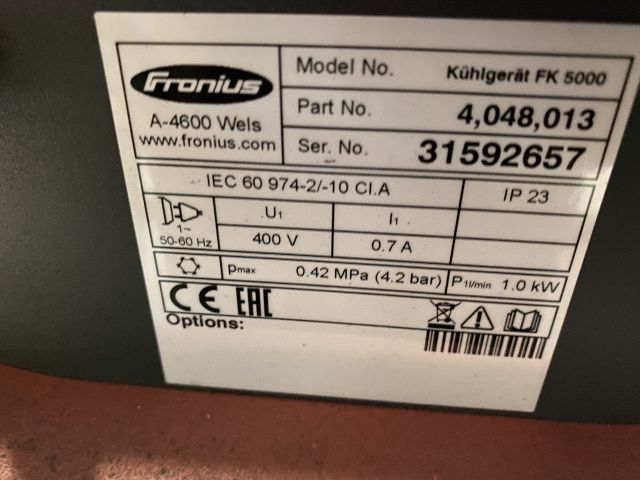 Fronius
A-4600 Wels
www.fronius.com
Model No. Kühlgerät FK 5000
Part No. 4,048,013
Ser. No. 31592657
IEC 60 974-2/-10 Cl.A IP 23
1~
50-60 Hz
U1 I1
400 V 0.7 A
pmax 0.42 MPa (4.2 bar) P1l/min 1.0 kW
CE EAC
Options: